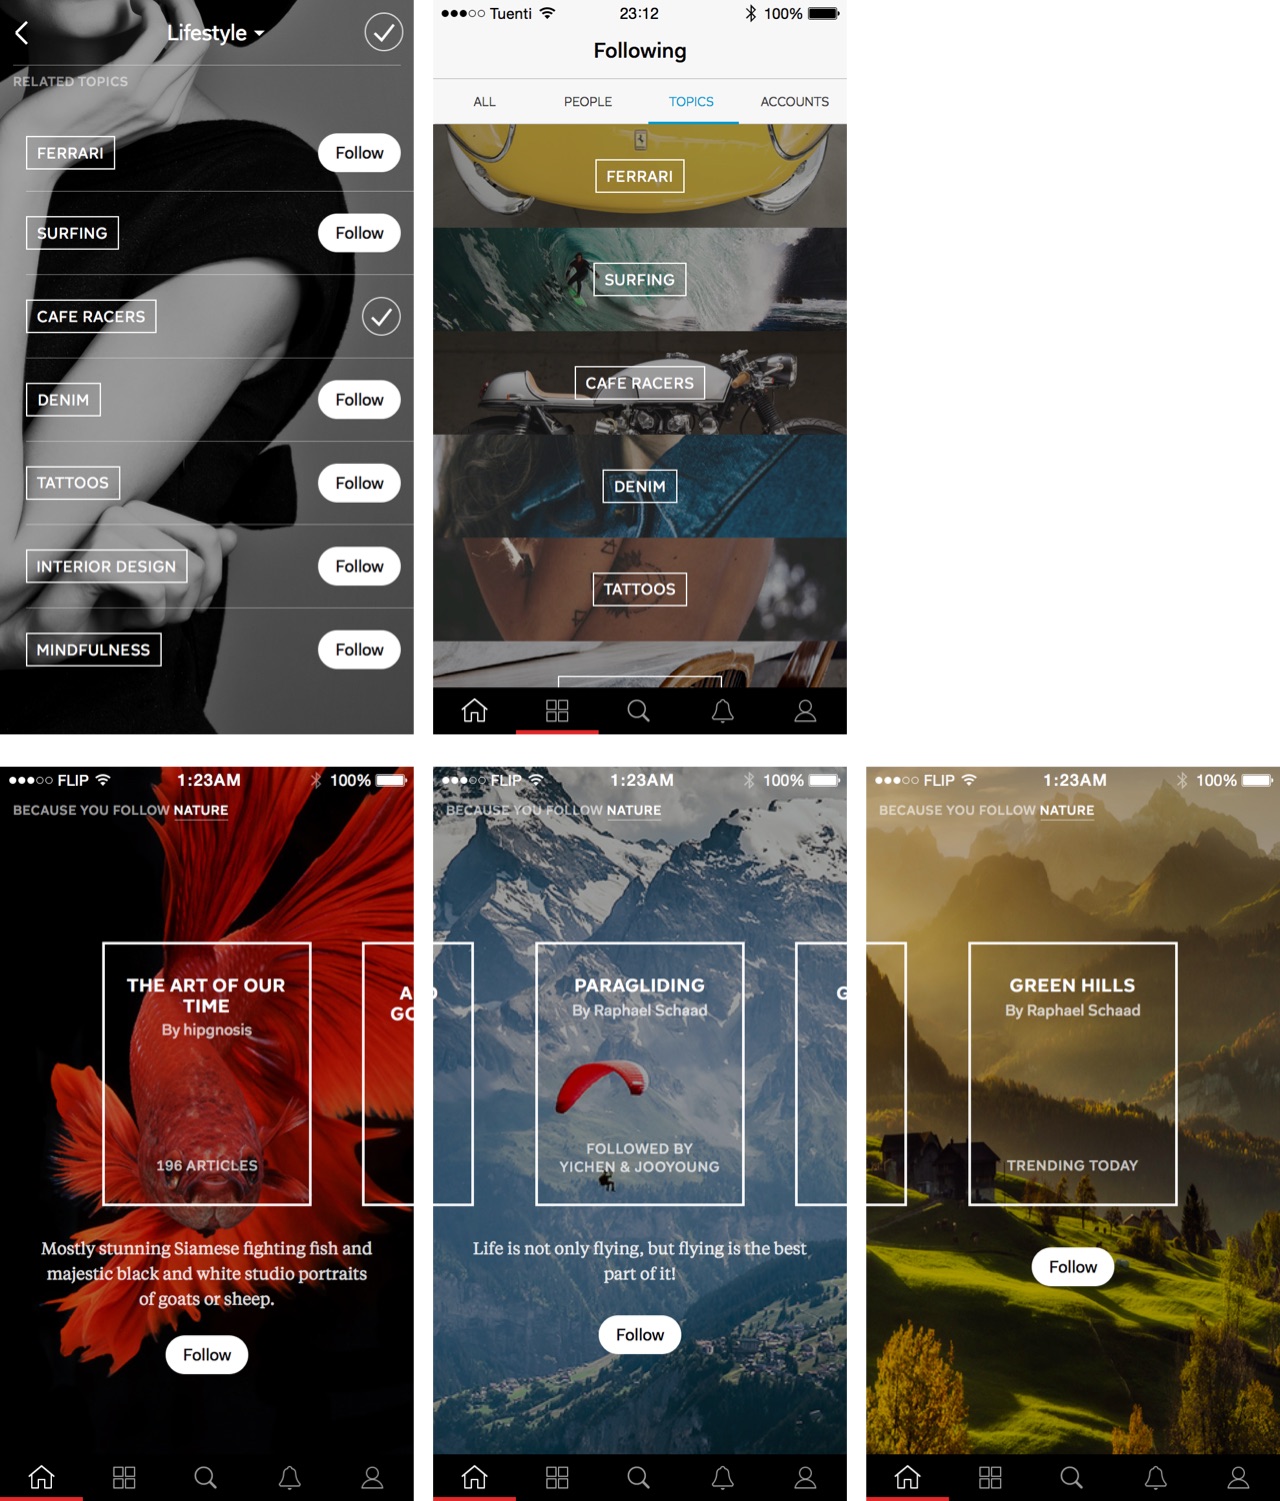 Lifestyle
RELATED TOPICS
FERRARI
Follow
SURFING
Follow
CAFE RACERS
DENIM
Follow
TATTOOS
Follow
INTERIOR DESIGN
Follow
MINDFULNESS
Follow
Tuenti 23:12 100%
Following
ALL PEOPLE TOPICS ACCOUNTS
FERRARI
SURFING
CAFE RACERS
DENIM
TATTOOS
FLIP 1:23AM 100%
BECAUSE YOU FOLLOW NATURE
THE ART OF OUR
TIME
By hipgnosis
196 ARTICLES
Mostly stunning Siamese fighting fish and
majestic black and white studio portraits
of goats or sheep.
Follow
FLIP 1:23AM 100%
BECAUSE YOU FOLLOW NATURE
PARAGLIDING
By Raphael Schaad
FOLLOWED BY
YICHEN & JOOYOUNG
Life is not only flying, but flying is the best
part of it!
Follow
FLIP 1:23AM 100%
BECAUSE YOU FOLLOW NATURE
GREEN HILLS
By Raphael Schaad
TRENDING TODAY
Follow